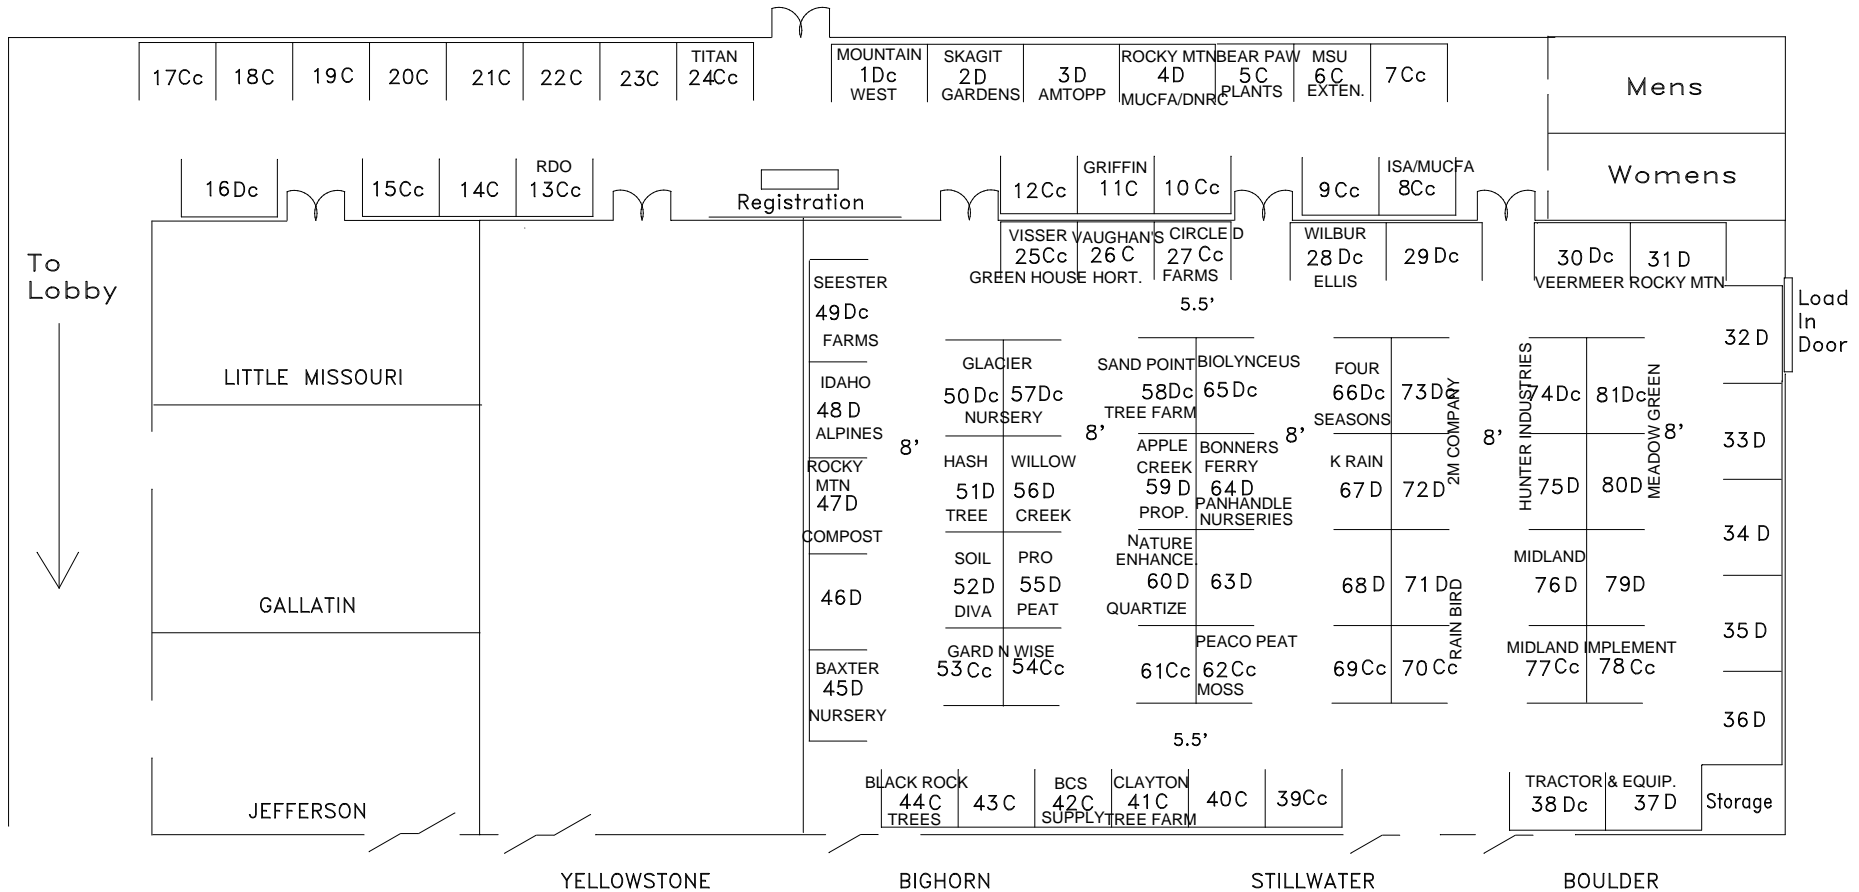 TITAN
17Cc 18C 19C 20C 21C 22C 23C 24Cc
MOUNTAIN SKAGIT ROCKY MTN BEAR PAW MSU
1Dc 2D 3D 4D 5C 6C 7Cc
WEST GARDENS AMTOPP MUCFA/DNRC PLANTS EXTEN.
Mens
RDO GRIFFIN ISA/MUCFA
16Dc 15Cc 14C 13Cc 12Cc 11C 10Cc 9Cc 8Cc
Womens
Registration
VISSER VAUGHAN'S CIRCLE D WILBUR
25Cc 26C 27Cc 28Dc 29Dc 30Dc 31D
GREEN HOUSE HORT. FARMS ELLIS VEERMEER ROCKY MTN
To
Lobby
Load
In
Door
5.5'
SEESTER
49Dc
FARMS
IDAHO
48D
ALPINES
ROCKY
MTN
47D
COMPOST
46D
BAXTER
45D
NURSERY
8'
GLACIER
50Dc 57Dc
NURSERY
HASH WILLOW
51D 56D
TREE CREEK
SOIL PRO
52D 55D
DIVA PEAT
GARD N WISE
53Cc 54Cc
8'
SAND POINT BIOLYNCEUS
58Dc 65Dc
TREE FARM
APPLE BONNERS
CREEK FERRY
59D 64D
PROP. PANHANDLE
NURSERIES
NATURE
ENHANCE.
60D 63D
QUARTIZE
PEACO PEAT
61Cc 62Cc
MOSS
8'
FOUR
66Dc 73Dc
SEASONS
2M COMPANY
K RAIN
67D 72D
68D 71D
RAIN BIRD
69Cc 70Cc
8'
HUNTER INDUSTRIES
74Dc 81Dc
MEADOW GREEN
75D 80D
MIDLAND
76D 79D
MIDLAND IMPLEMENT
77Cc 78Cc
8'
32D
33D
34D
35D
36D
5.5'
LITTLE MISSOURI
GALLATIN
JEFFERSON
BLACK ROCK BCS CLAYTON
44C 43C 42C 41C 40C 39Cc
TREES SUPPLY TREE FARM
TRACTOR & EQUIP.
38Dc 37D
Storage
YELLOWSTONE BIGHORN STILLWATER BOULDER